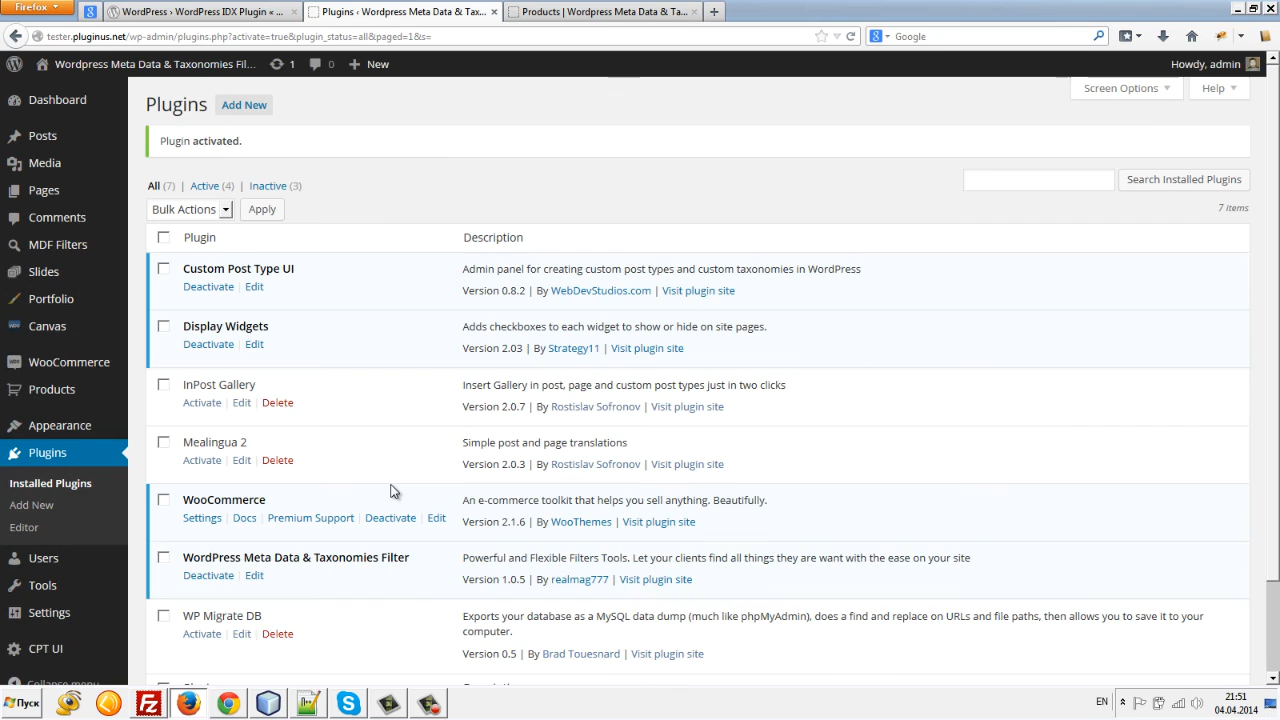 Firefox
WordPress › WordPress IDX Plugin « ...
Plugins ‹ Wordpress Meta Data & Tax...
Products | Wordpress Meta Data & Ta...
tester.pluginus.net/wp-admin/plugins.php?activate=true&plugin_status=all&paged=1&s=
Google
Wordpress Meta Data & Taxonomies Fil...
1
0
New
Howdy, admin
Screen Options
Help
Dashboard
Posts
Media
Pages
Comments
MDF Filters
Slides
Portfolio
Canvas
WooCommerce
Products
Appearance
Plugins
Installed Plugins
Add New
Editor
Users
Tools
Settings
CPT UI
Collapse menu
Plugins Add New
Plugin activated.
All (7) | Active (4) | Inactive (3)
Search Installed Plugins
Bulk Actions Apply
7 items
Plugin Description
Custom Post Type UI
Deactivate | Edit
Admin panel for creating custom post types and custom taxonomies in WordPress
Version 0.8.2 | By WebDevStudios.com | Visit plugin site
Display Widgets
Deactivate | Edit
Adds checkboxes to each widget to show or hide on site pages.
Version 2.03 | By Strategy11 | Visit plugin site
InPost Gallery
Activate | Edit | Delete
Insert Gallery in post, page and custom post types just in two clicks
Version 2.0.7 | By Rostislav Sofronov | Visit plugin site
Mealingua 2
Activate | Edit | Delete
Simple post and page translations
Version 2.0.3 | By Rostislav Sofronov | Visit plugin site
WooCommerce
Settings | Docs | Premium Support | Deactivate | Edit
An e-commerce toolkit that helps you sell anything. Beautifully.
Version 2.1.6 | By WooThemes | Visit plugin site
WordPress Meta Data & Taxonomies Filter
Deactivate | Edit
Powerful and Flexible Filters Tools. Let your clients find all things they are want with the ease on your site
Version 1.0.5 | By realmag777 | Visit plugin site
WP Migrate DB
Activate | Edit | Delete
Exports your database as a MySQL data dump (much like phpMyAdmin), does a find and replace on URLs and file paths, then allows you to save it to your
computer.
Version 0.5 | By Brad Touesnard | Visit plugin site
Пуск
EN
21:51
04.04.2014